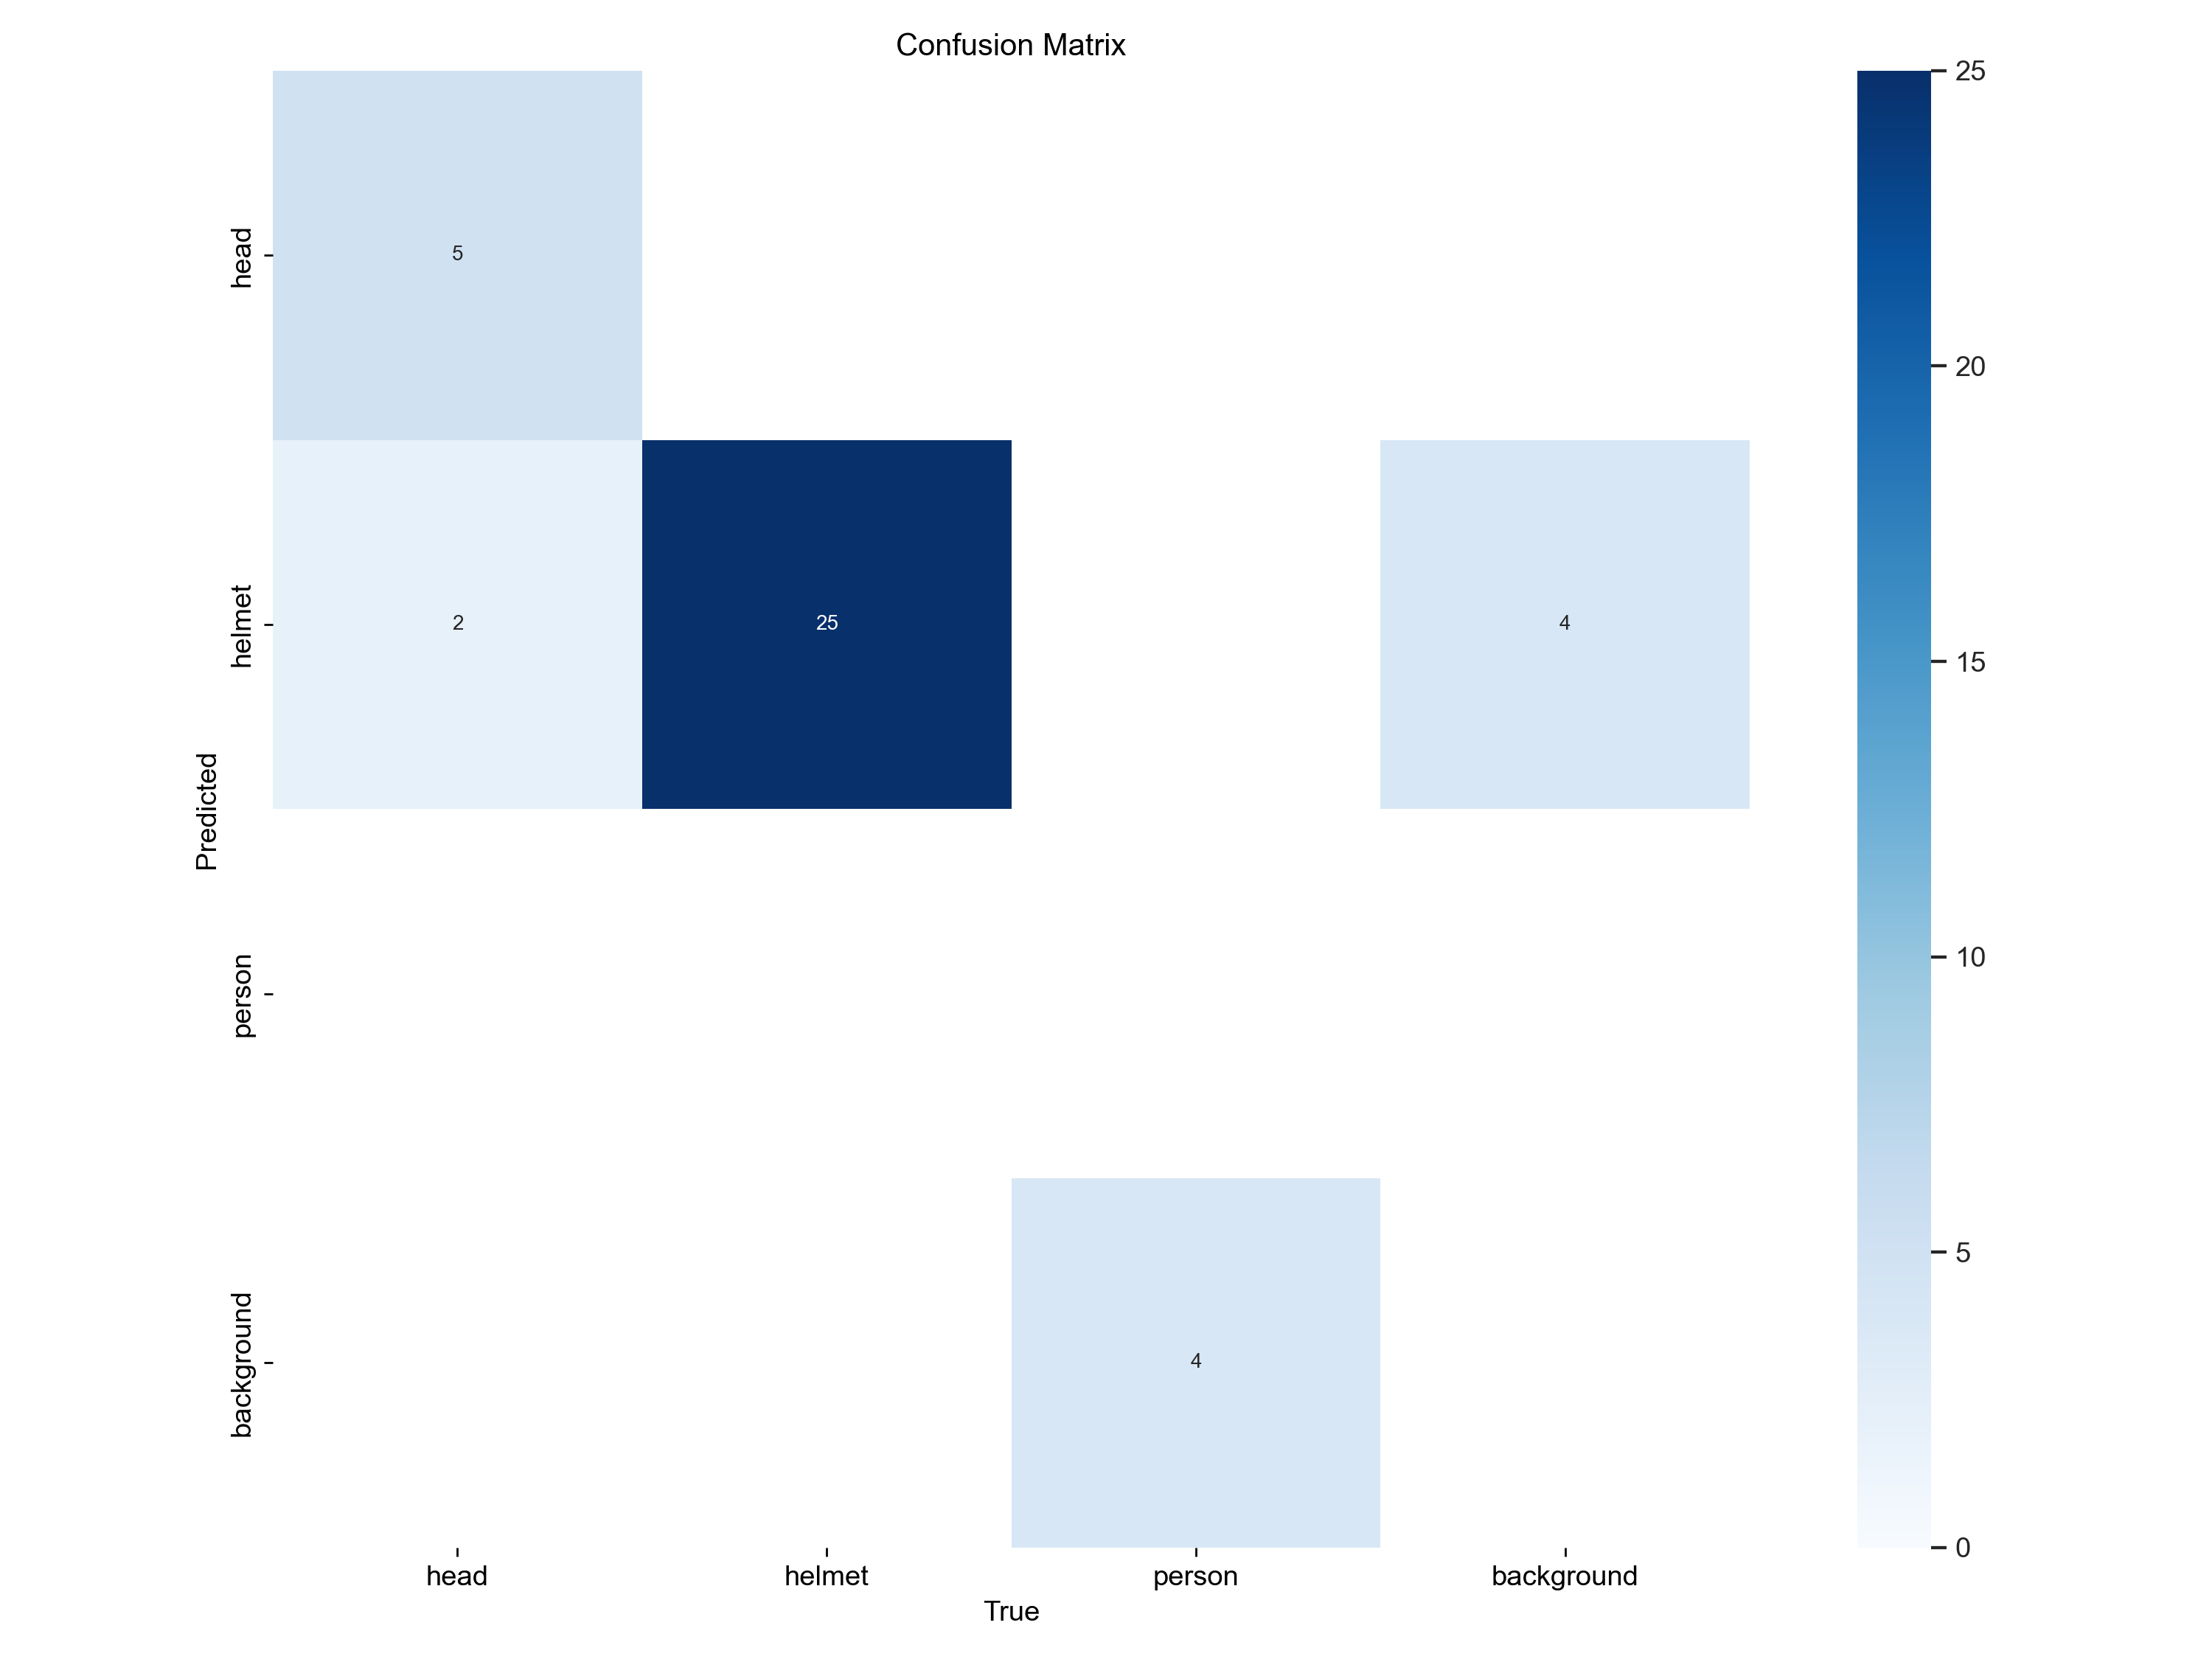 Confusion Matrix
25
20
15
10
5
0
Predicted
head
helmet
person
background
5
2
25
4
4
head
helmet
person
background
True